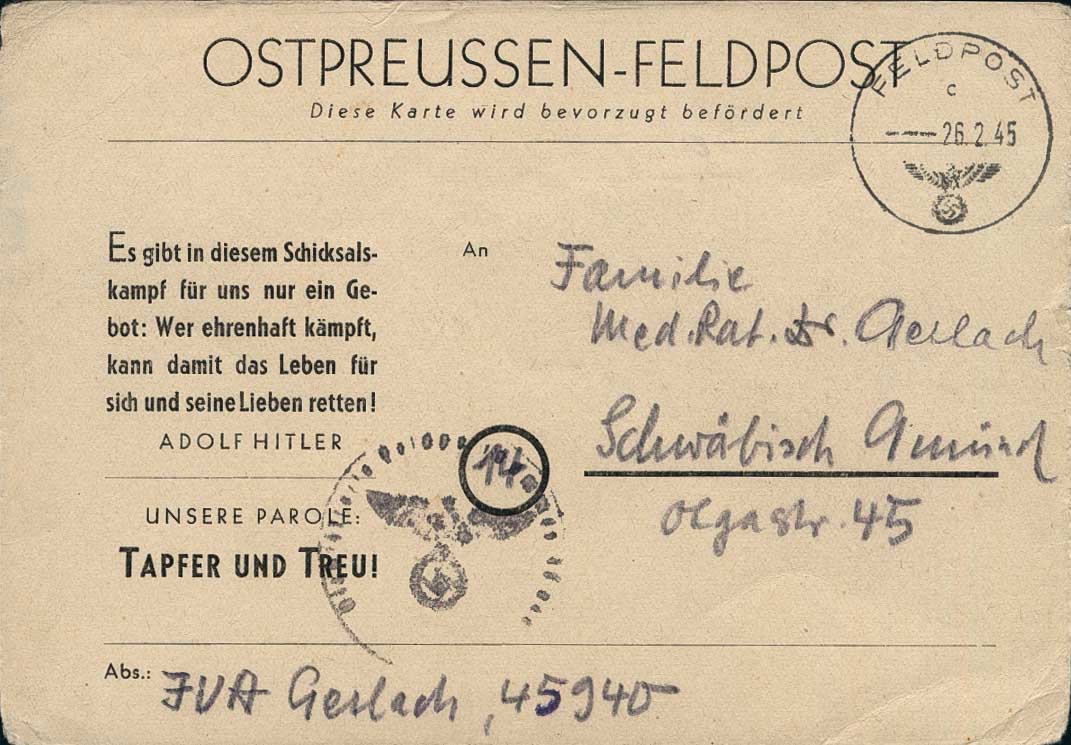 OSTPREUSSEN-FELDPOST
Diese Karte wird bevorzugt befördert
FELDPOST
c
26.2.45
Es gibt in diesem Schicksals-
kampf für uns nur ein Ge-
bot: Wer ehrenhaft kämpft,
kann damit das Leben für
sich und seine Lieben retten!
ADOLF HITLER
UNSERE PAROLE:
TAPFER UND TREU!
An
Familie
Med. Rat. Dr. Gerlach
14
Schwäbisch Gmünd
Olgastr. 45
Abs.: JVA Gerlach, 45940